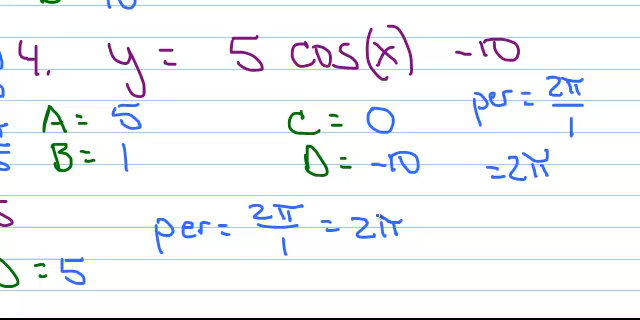 4. y = 5 cos(x) -10
A = 5 C = 0 per = 2π/1
B = 1 D = -10 = 2π
per = 2π/1 = 2π
= 5